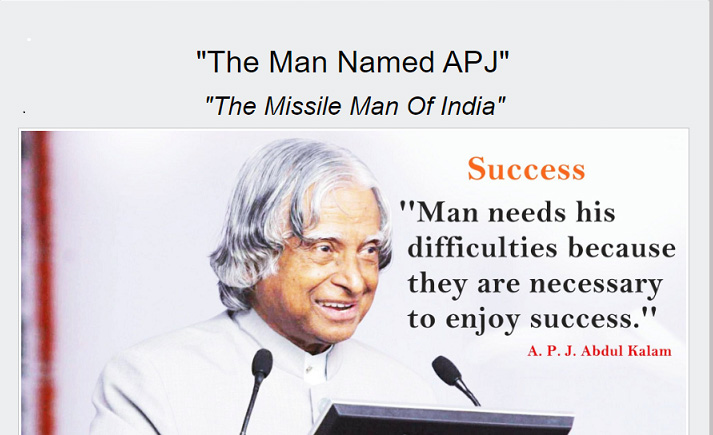 "The Man Named APJ"
"The Missile Man Of India"
Success
"Man needs his
difficulties because
they are necessary
to enjoy success."
A. P. J. Abdul Kalam